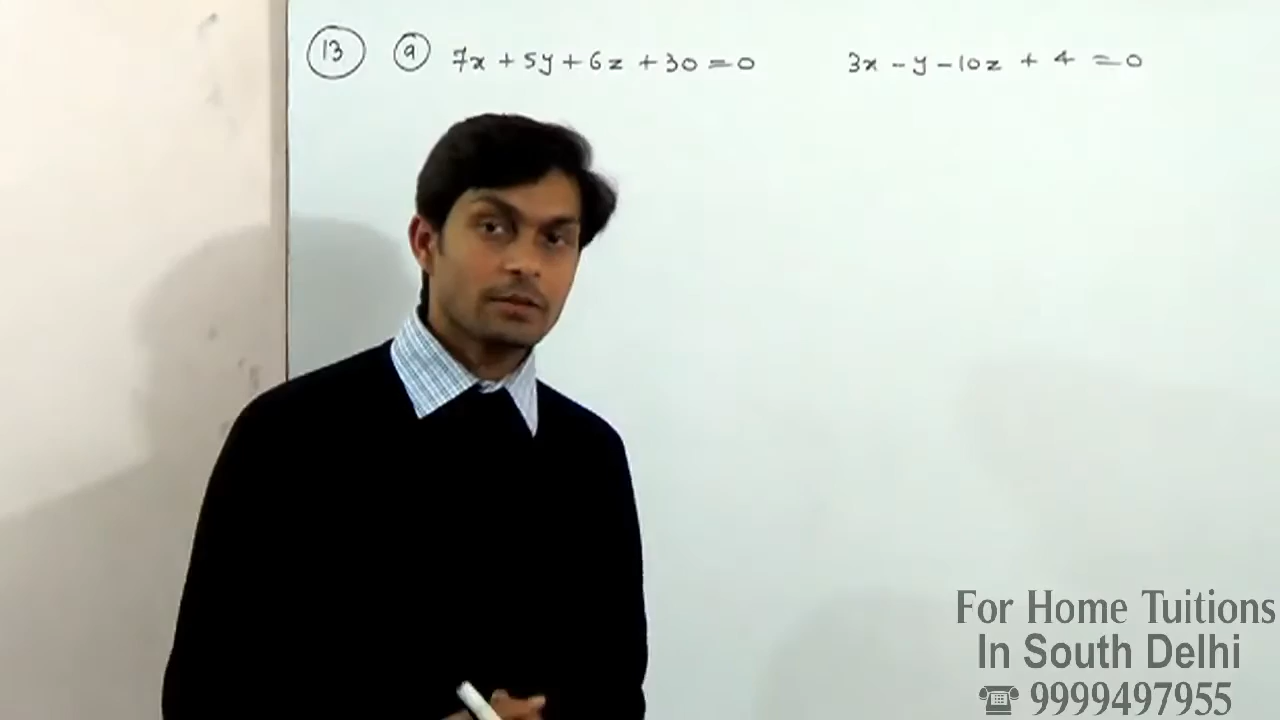 13 a 7x + 5y + 6z + 30 = 0 3x - y - 10z + 4 = 0
For Home Tuitions
In South Delhi
☎ 9999497955